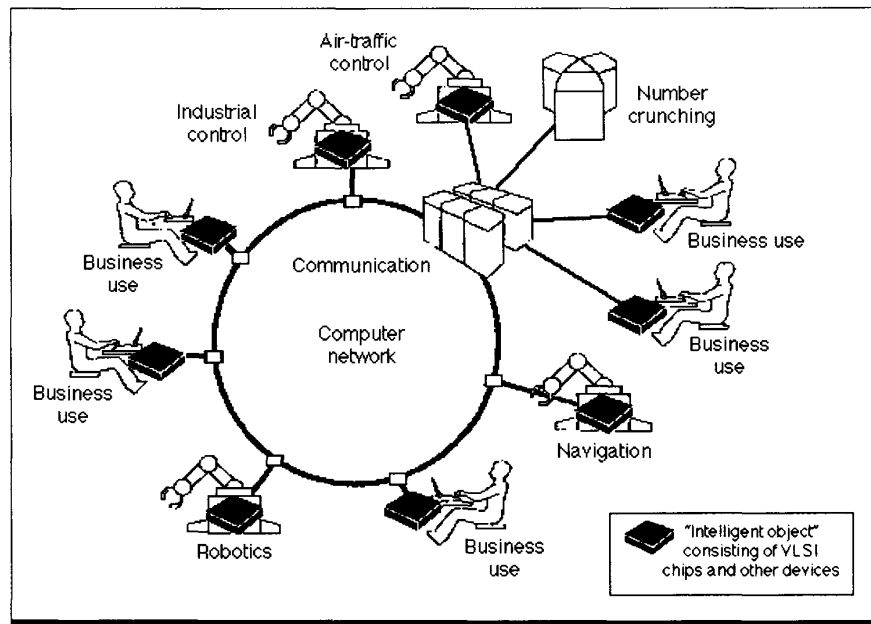 Air-traffic
control
Number
crunching
Industrial
control
Business
use
Communication
Business use
Computer
network
Business
use
Business
use
Navigation
Robotics
Business
use
"Intelligent object"
consisting of VLSI
chips and other devices